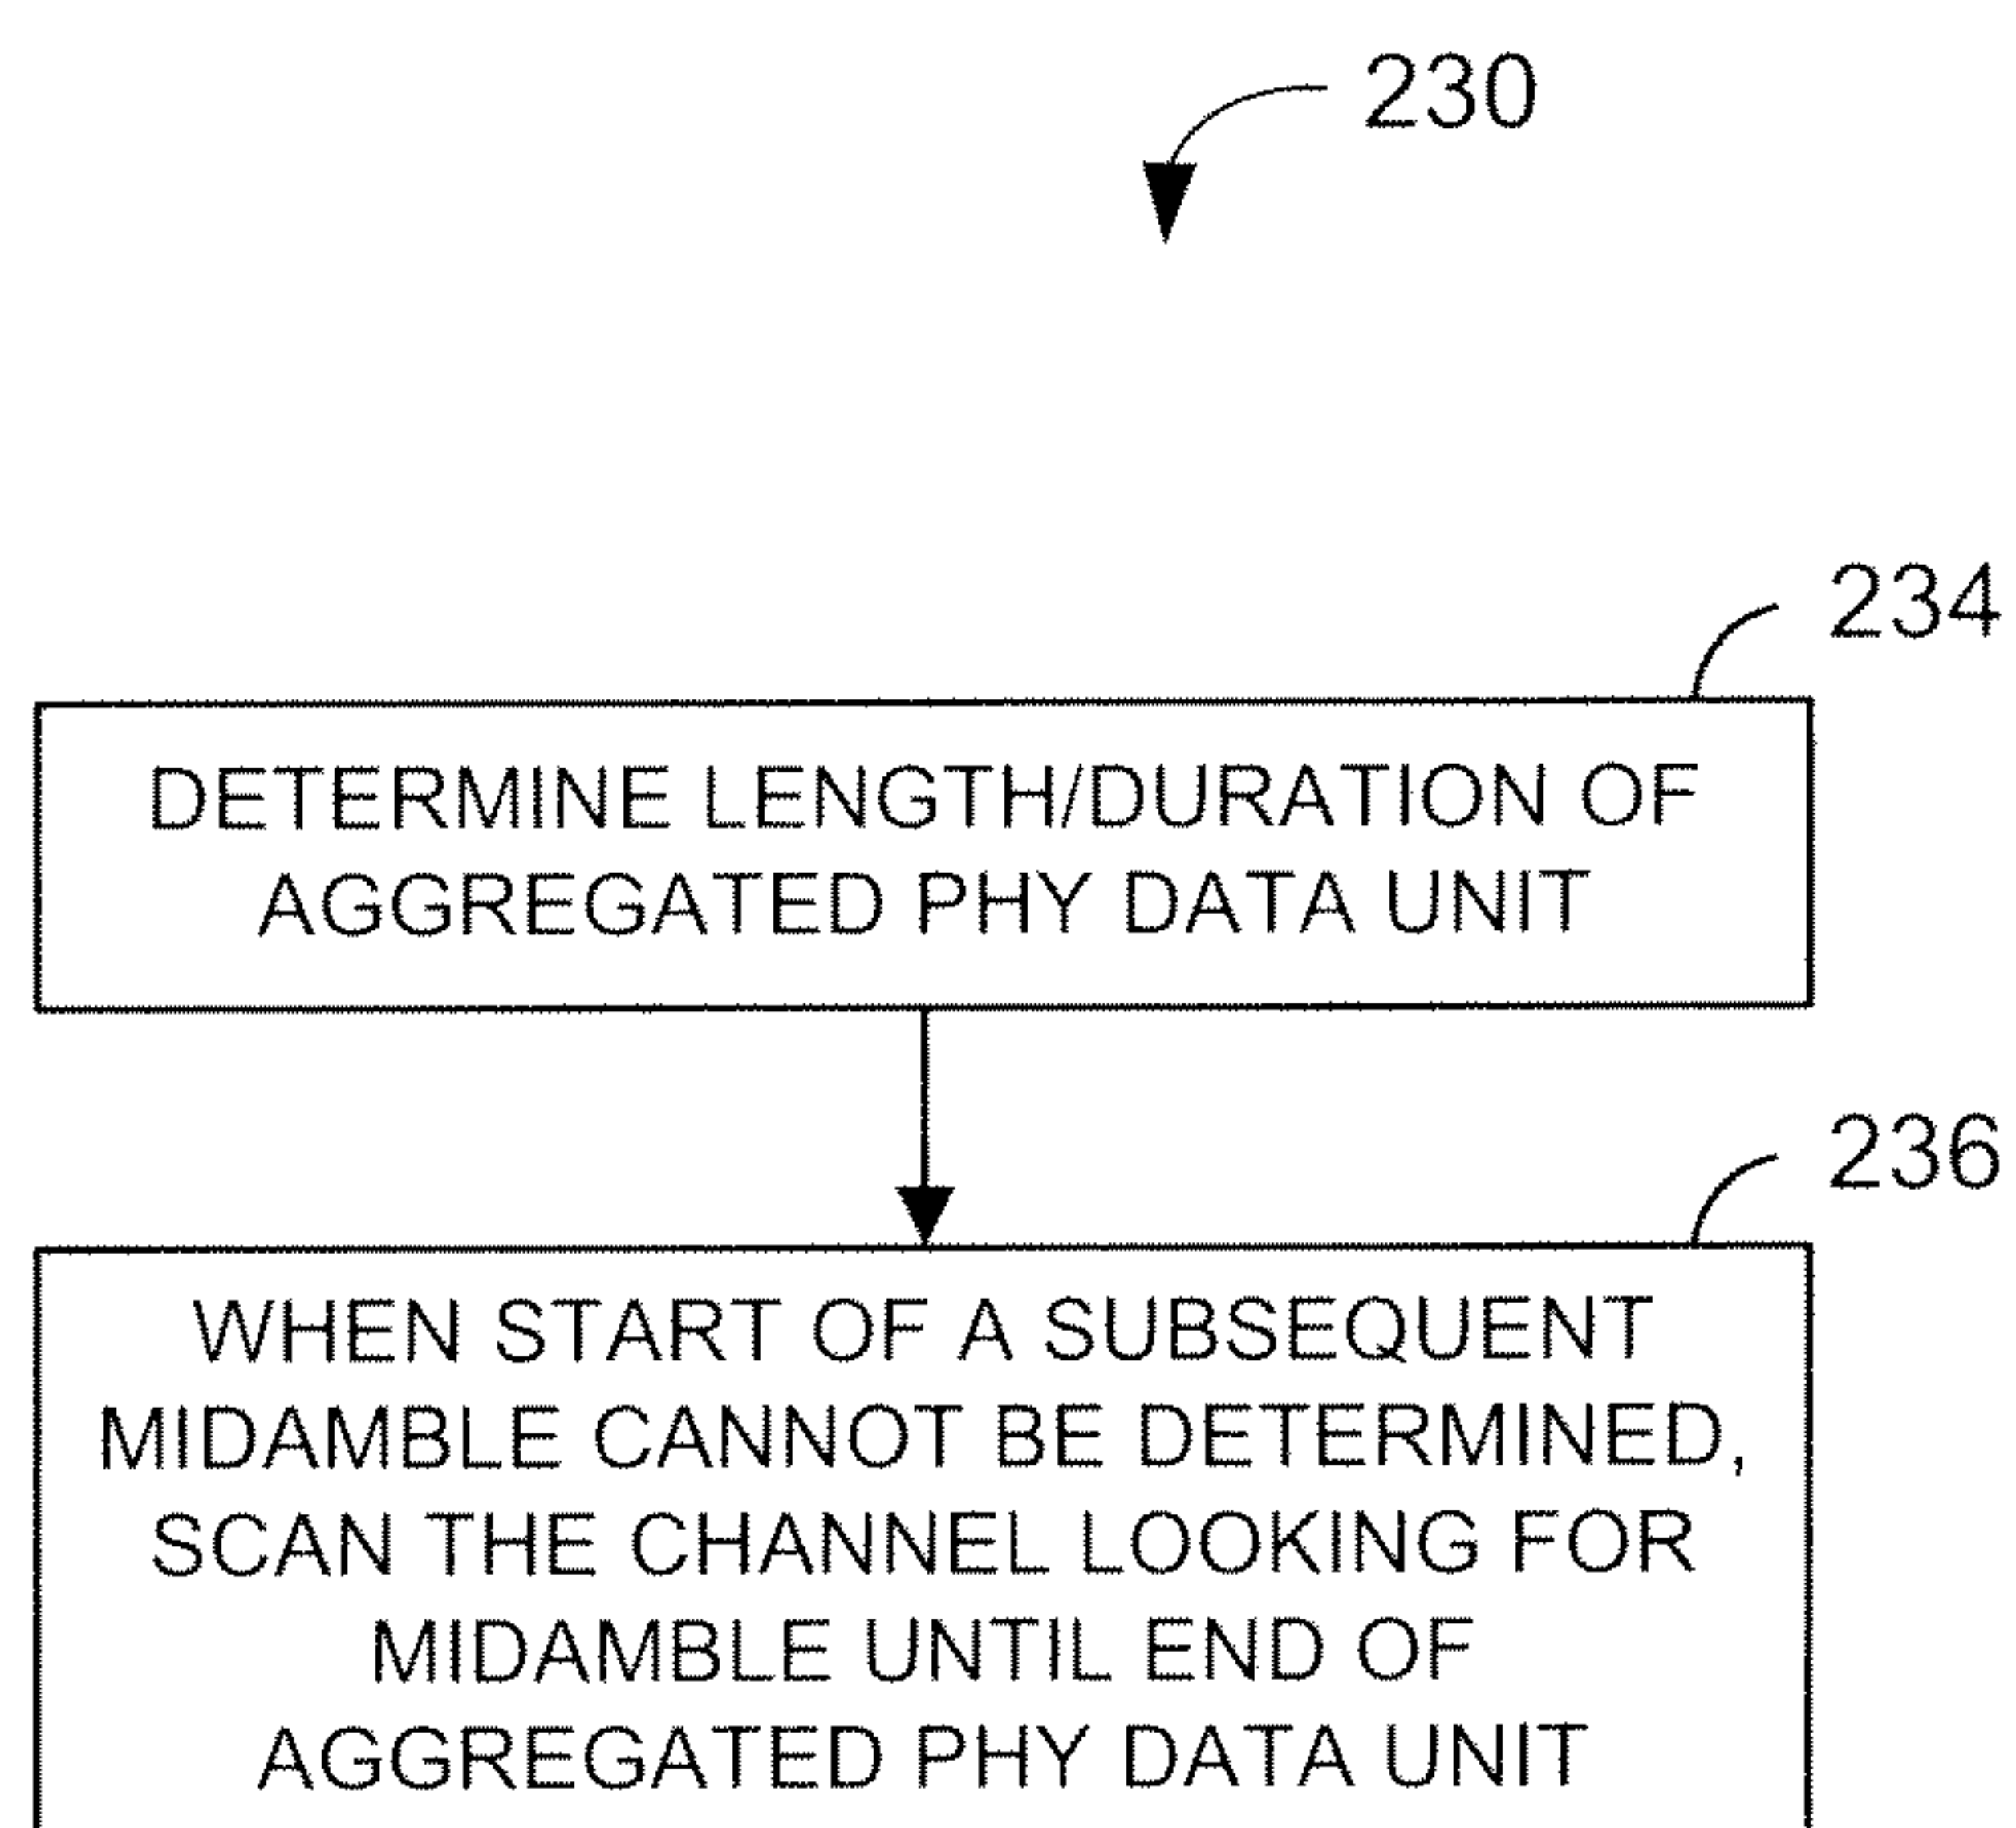 230
234
DETERMINE LENGTH/DURATION OF
AGGREGATED PHY DATA UNIT
236
WHEN START OF A SUBSEQUENT
MIDAMBLE CANNOT BE DETERMINED,
SCAN THE CHANNEL LOOKING FOR
MIDAMBLE UNTIL END OF
AGGREGATED PHY DATA UNIT